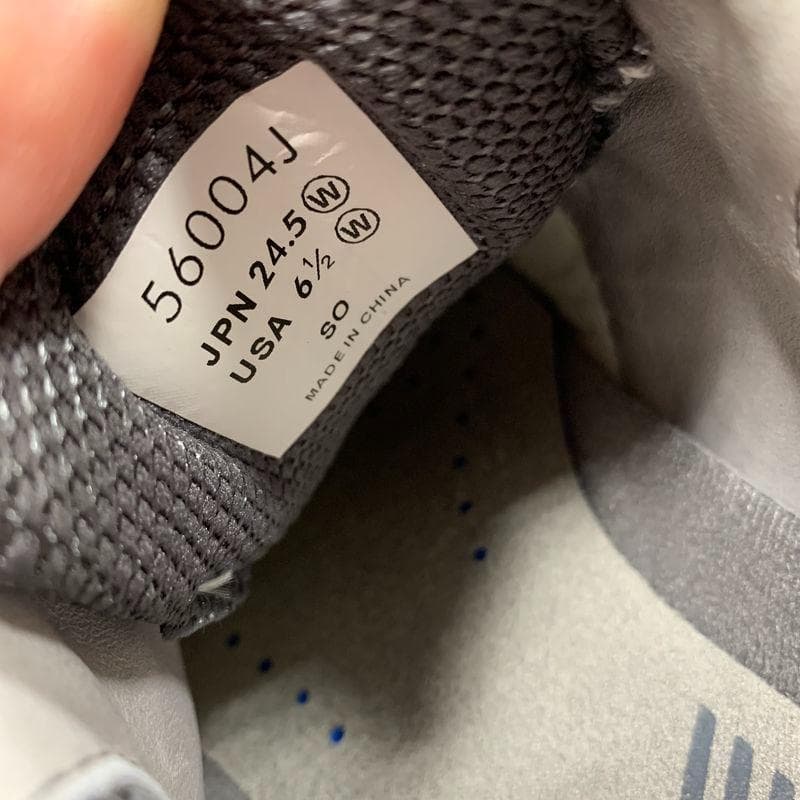 56004J
JPN 24.5 Ⓦ
USA 6½ Ⓦ
SO
MADE IN CHINA